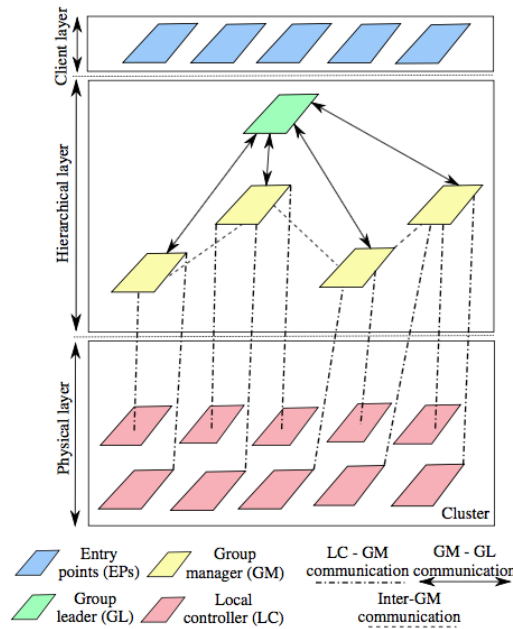 Client layer
Hierarchical layer
Physical layer
Cluster
Entry
points (EPs)
Group
manager (GM)
LC - GM
communication
GM - GL
communication
Group
leader (GL)
Local
controller (LC)
Inter-GM
communication